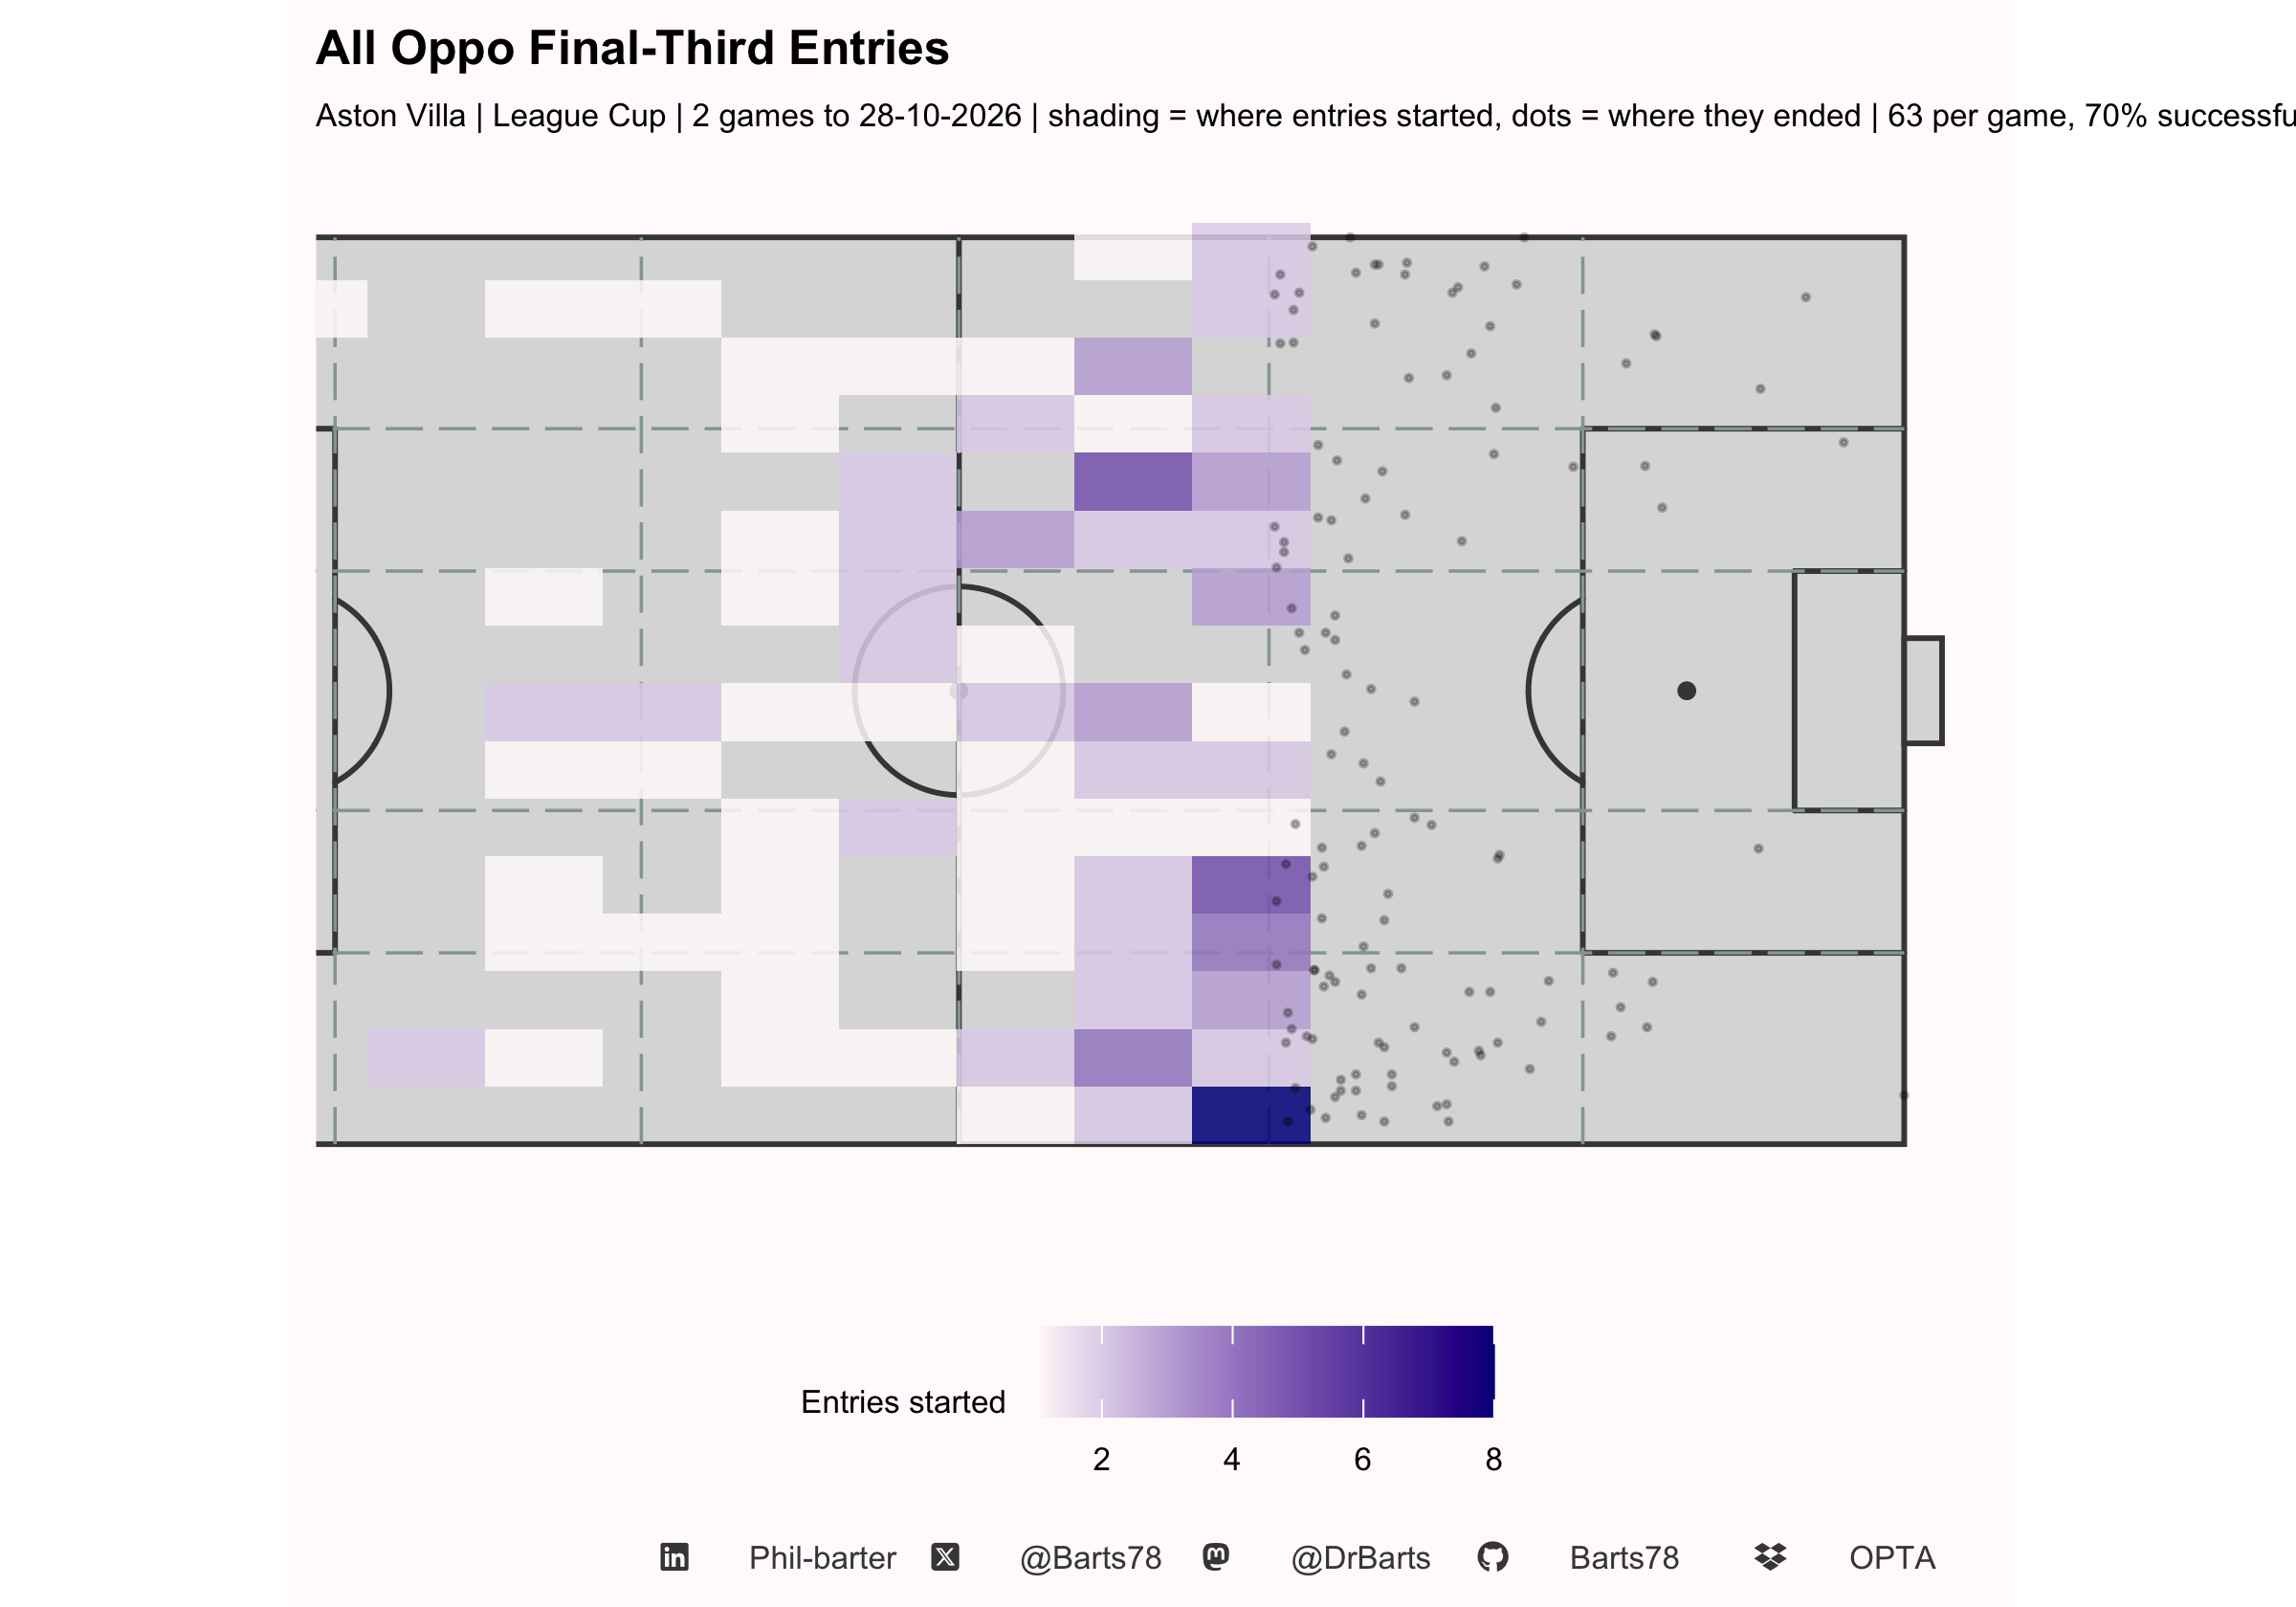 All Oppo Final-Third Entries
Aston Villa | League Cup | 2 games to 28-10-2026 | shading = where entries started, dots = where they ended | 63 per game, 70% successfu
Entries started
2 4 6 8
Phil-barter @Barts78 @DrBarts Barts78 OPTA